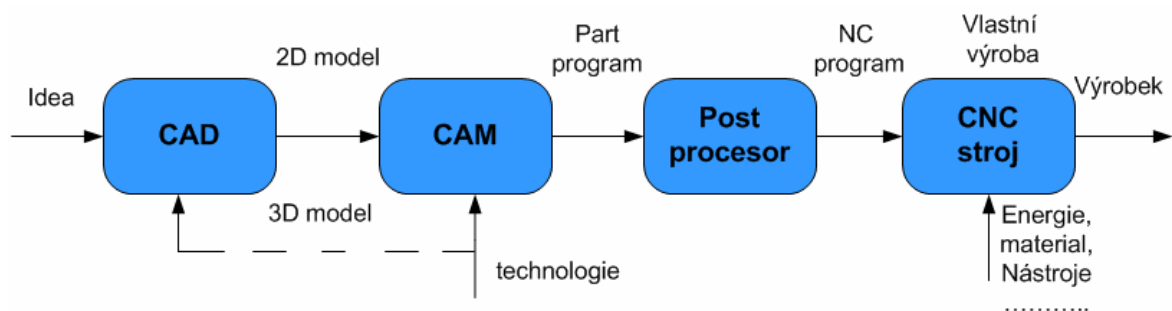 Idea
CAD
2D model
3D model
CAM
technologie
Part
program
Post
procesor
NC
program
Vlastní
výroba
CNC
stroj
Výrobek
Energie,
material,
Nástroje
...........